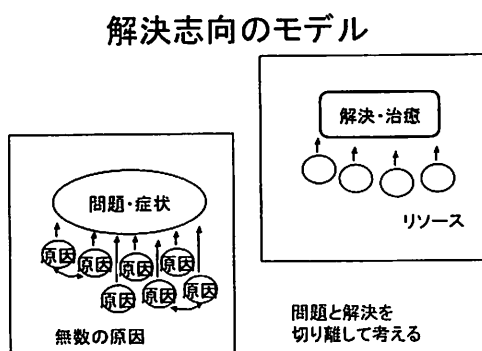 解決志向のモデル
解決・治癒
リソース
問題・症状
原因
原因
原因
原因
原因
原因
原因
原因
無数の原因
問題と解決を
切り離して考える